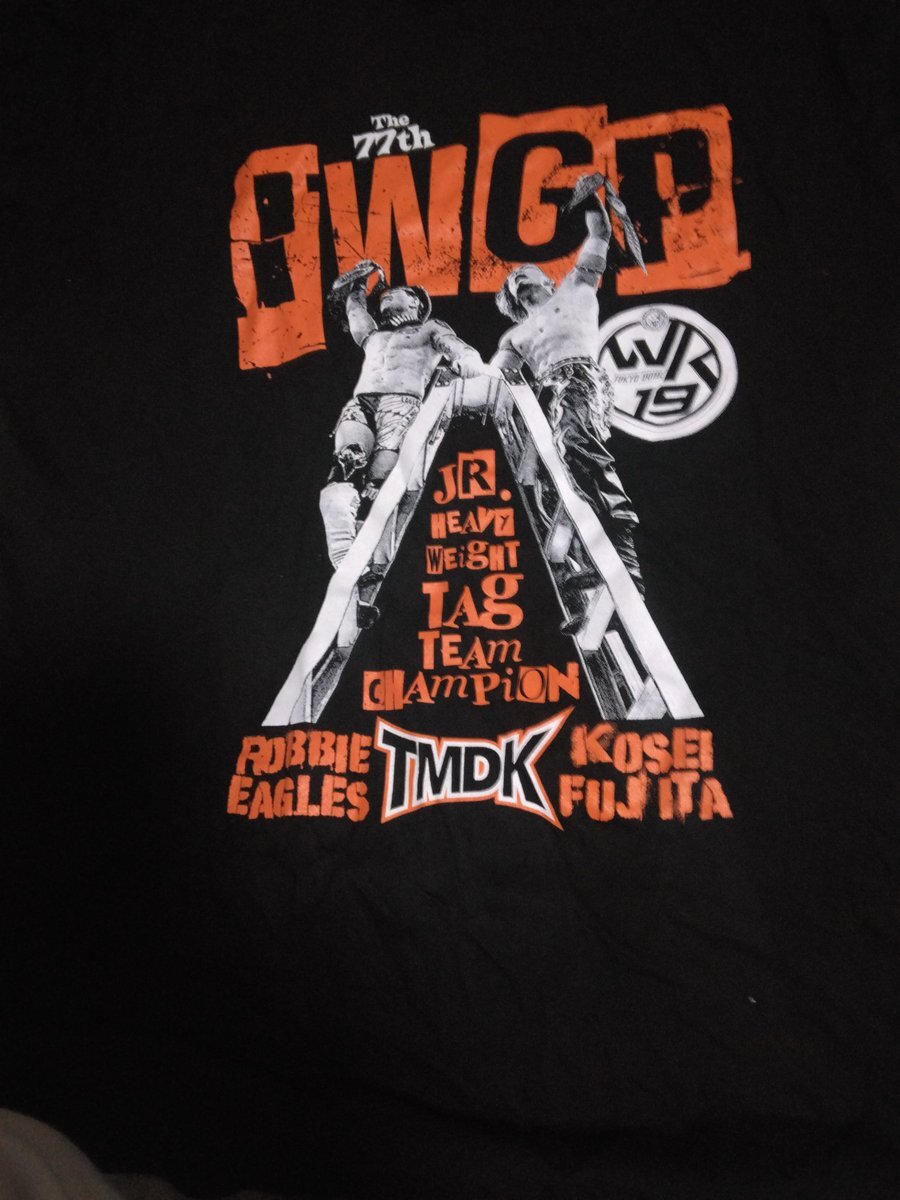 The
77th
IWGP
WK
TOKYO DOME
19
JR.
HEAVY
WEigHT
TAg
TEAm
CHAmpiON
ROBBIE
EAGLES
TMDK
KOSEI
FUJITA